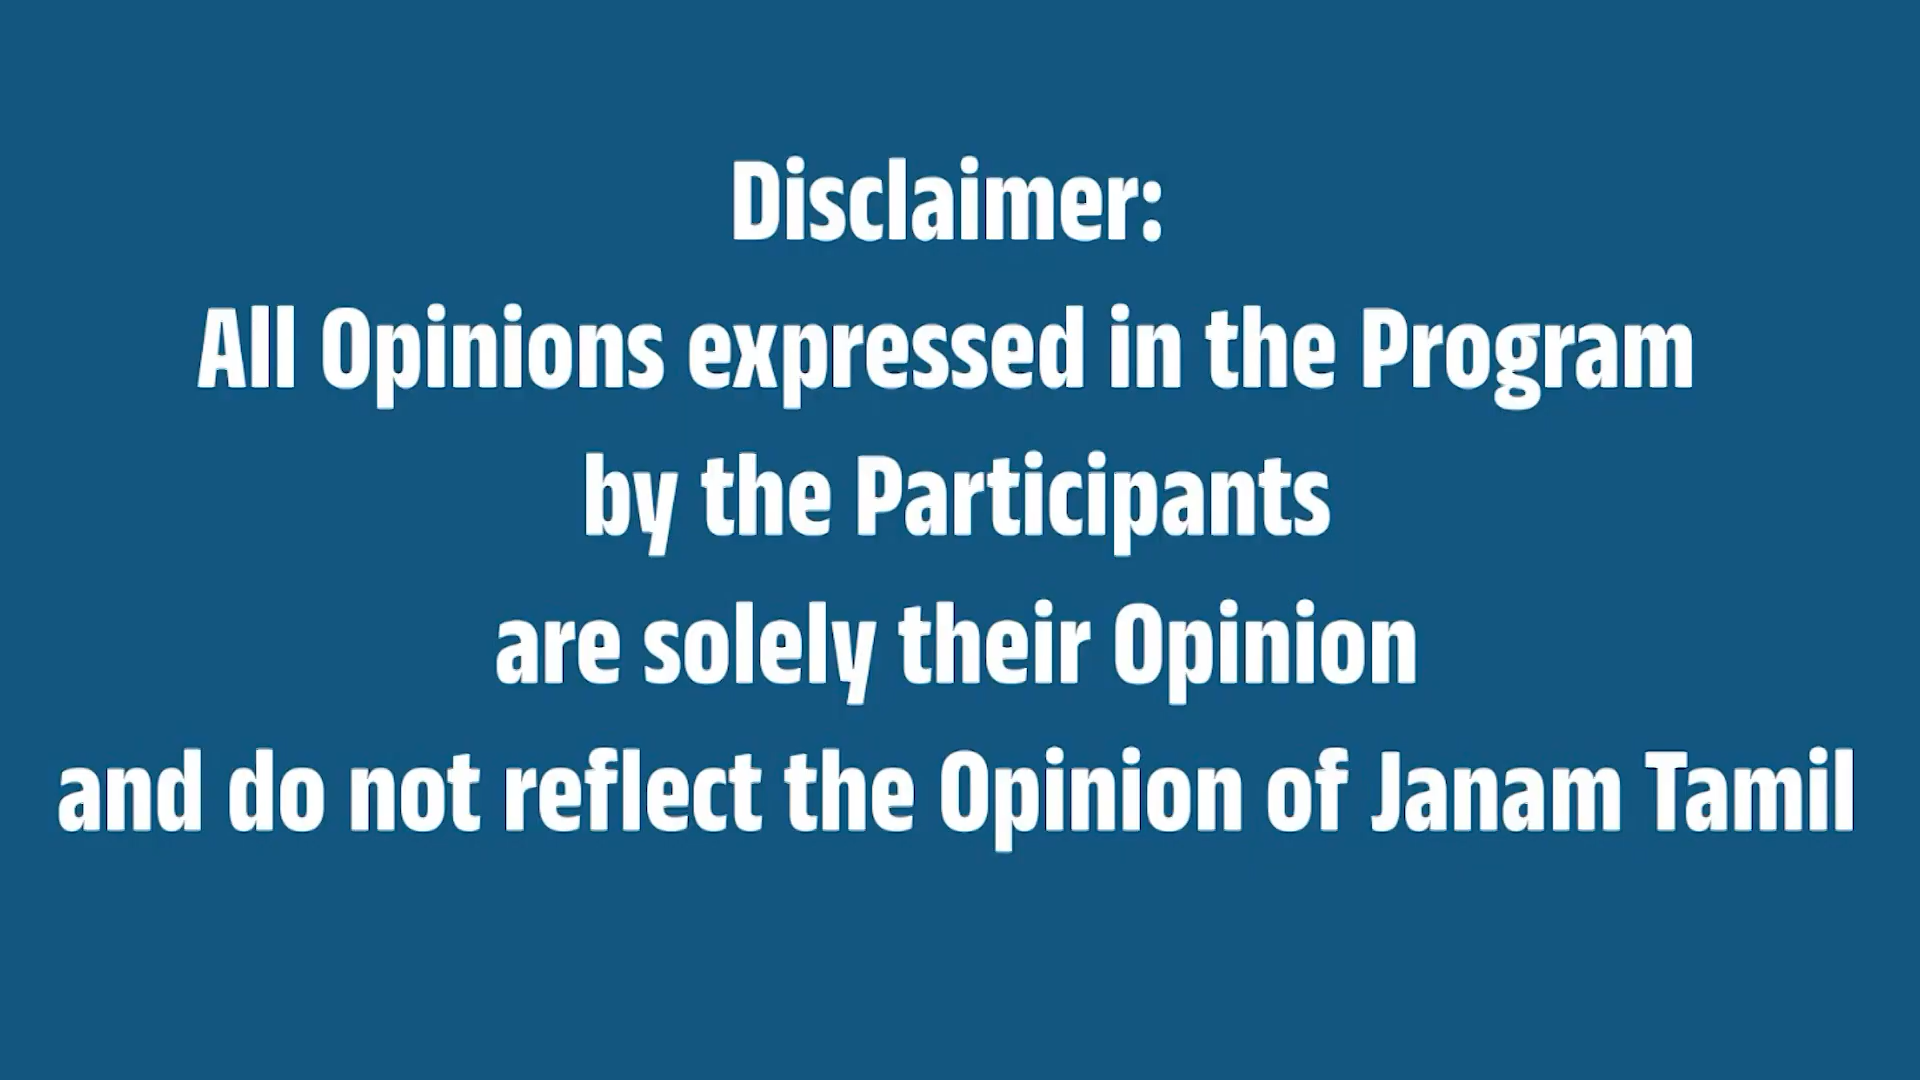 Disclaimer:
All Opinions expressed in the Program
by the Participants
are solely their Opinion
and do not reflect the Opinion of Janam Tamil